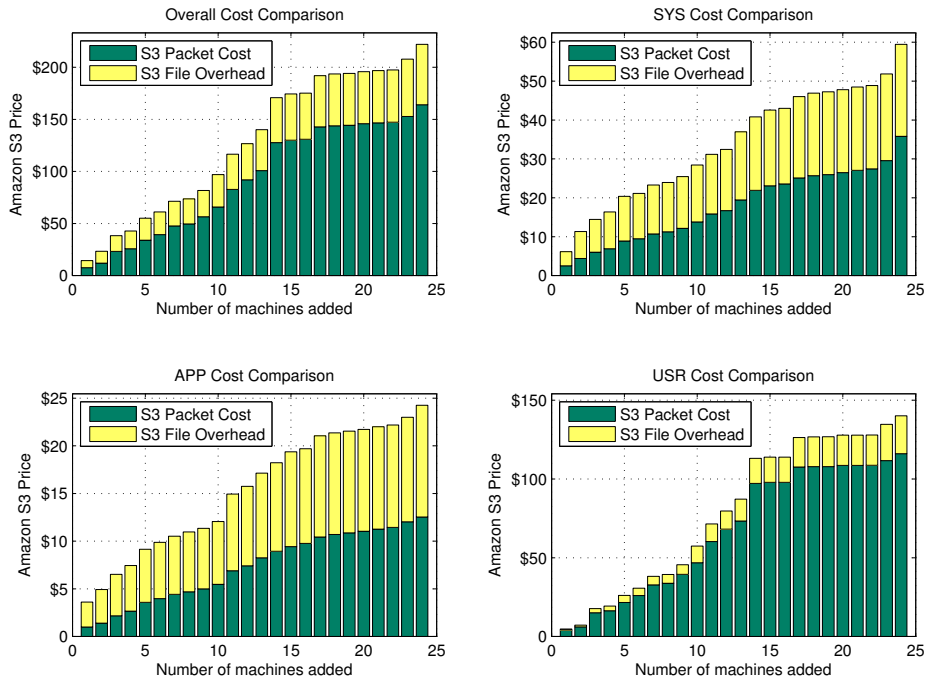 Overall Cost Comparison
S3 Packet Cost
S3 File Overhead
Amazon S3 Price
$200
$150
$100
$50
0
0
5
10
15
20
25
Number of machines added
SYS Cost Comparison
S3 Packet Cost
S3 File Overhead
Amazon S3 Price
$60
$50
$40
$30
$20
$10
0
0
5
10
15
20
25
Number of machines added
APP Cost Comparison
S3 Packet Cost
S3 File Overhead
Amazon S3 Price
$25
$20
$15
$10
$5
0
0
5
10
15
20
25
Number of machines added
USR Cost Comparison
S3 Packet Cost
S3 File Overhead
Amazon S3 Price
$150
$100
$50
0
0
5
10
15
20
25
Number of machines added